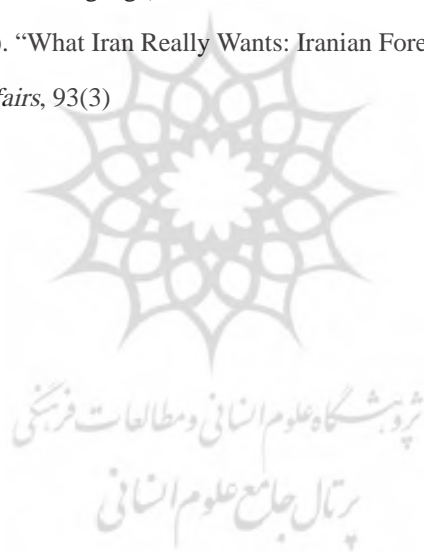 ). “What Iran Really Wants: Iranian Fore
fairs, 93(3)
پژوهشگاه علوم انسانی و مطالعات فرهنگی
پرتال جامع علوم انسانی